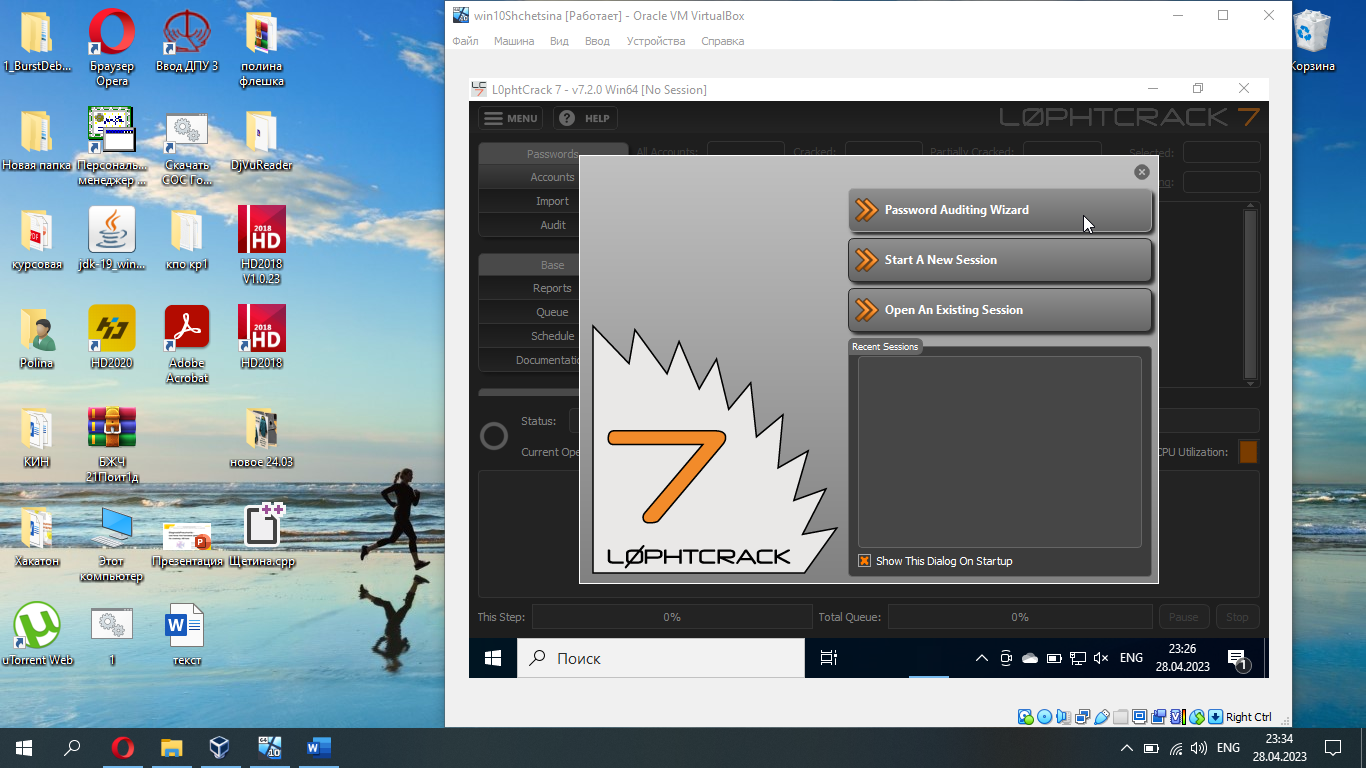 1_BurstDeb...
Браузер
Opera
Ввод ДПУ 3
полина
флешка
Корзина
Новая папка
Персональ...
менеджер ...
Скачать
СОС Го...
DjVuReader
курсовая
jdk-19_win...
кпо кр1
HD2018
V1.0.23
Polina
HD2020
Adobe
Acrobat
HD2018
КИН
БЖЧ
21Поит1д
новое 24.03
Хакатон
Этот
компьютер
Презентация
Щетина.cpp
uTorrent Web
1
текст
win10Shchetsina [Работает] - Oracle VM VirtualBox
Файл Машина Вид Ввод Устройства Справка
L0phtCrack 7 - v7.2.0 Win64 [No Session]
MENU HELP
LØPHTCRACK 7
Passwords
Accounts
Import
Audit
Base
Reports
Queue
Schedule
Documentatio
All Accounts: Cracked: Partially Cracked: Selected:
ng:
Password Auditing Wizard
Start A New Session
Open An Existing Session
Recent Sessions
Show This Dialog On Startup
7
LØPHTCRACK
Status:
Current Ope
CPU Utilization:
This Step: 0% Total Queue: 0% Pause Stop
Поиск
ENG
23:26
28.04.2023
1
Right Ctrl
ENG
23:34
28.04.2023